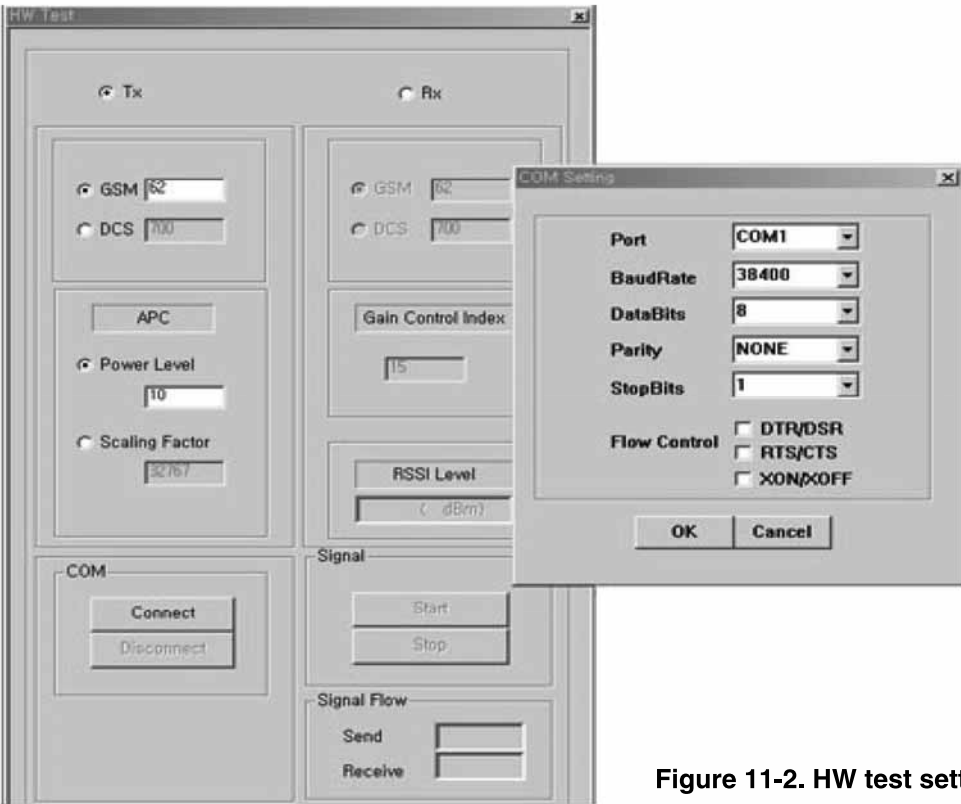 HW Test
Tx
Rx
GSM 62
DCS 700
GSM 62
DCS 700
APC
Power Level
10
Scaling Factor
32767
Gain Control Index
15
RSSI Level
( dBm)
COM
Connect
Disconnect
Signal
Start
Stop
Signal Flow
Send
Receive
COM Setting
Port COM1
BaudRate 38400
DataBits 8
Parity NONE
StopBits 1
Flow Control
DTR/DSR
RTS/CTS
XON/XOFF
OK Cancel
Figure 11-2. HW test sett